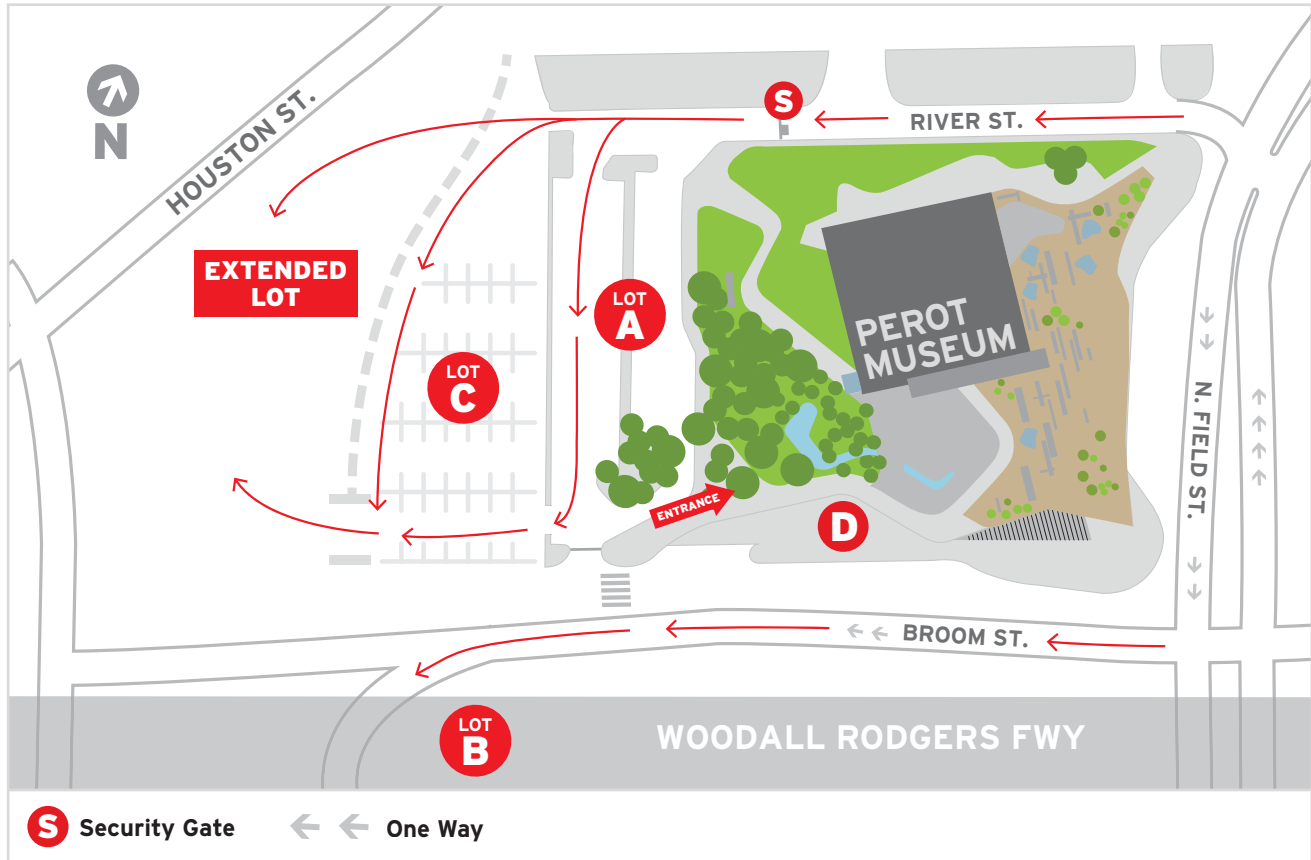 N
HOUSTON ST.
S
RIVER ST.
EXTENDED
LOT
LOT
A
LOT
C
PEROT
MUSEUM
N. FIELD ST.
ENTRANCE
D
BROOM ST.
LOT
B
WOODALL RODGERS FWY
S Security Gate
One Way